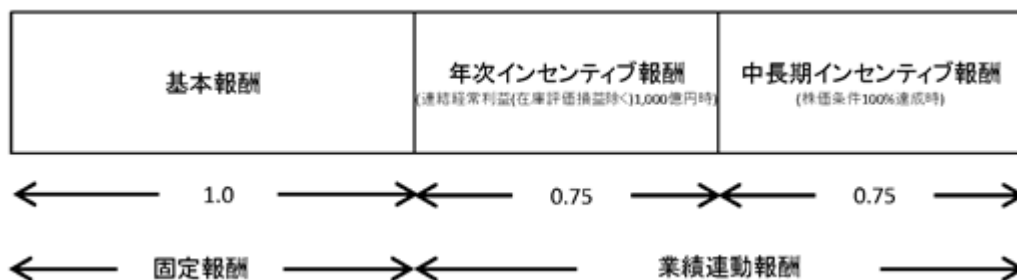 基本報酬
年次インセンティブ報酬
(連結経常利益(在庫評価損益除く)1,000億円時)
中長期インセンティブ報酬
(株価条件100%達成時)
1.0
0.75
0.75
固定報酬
業績連動報酬